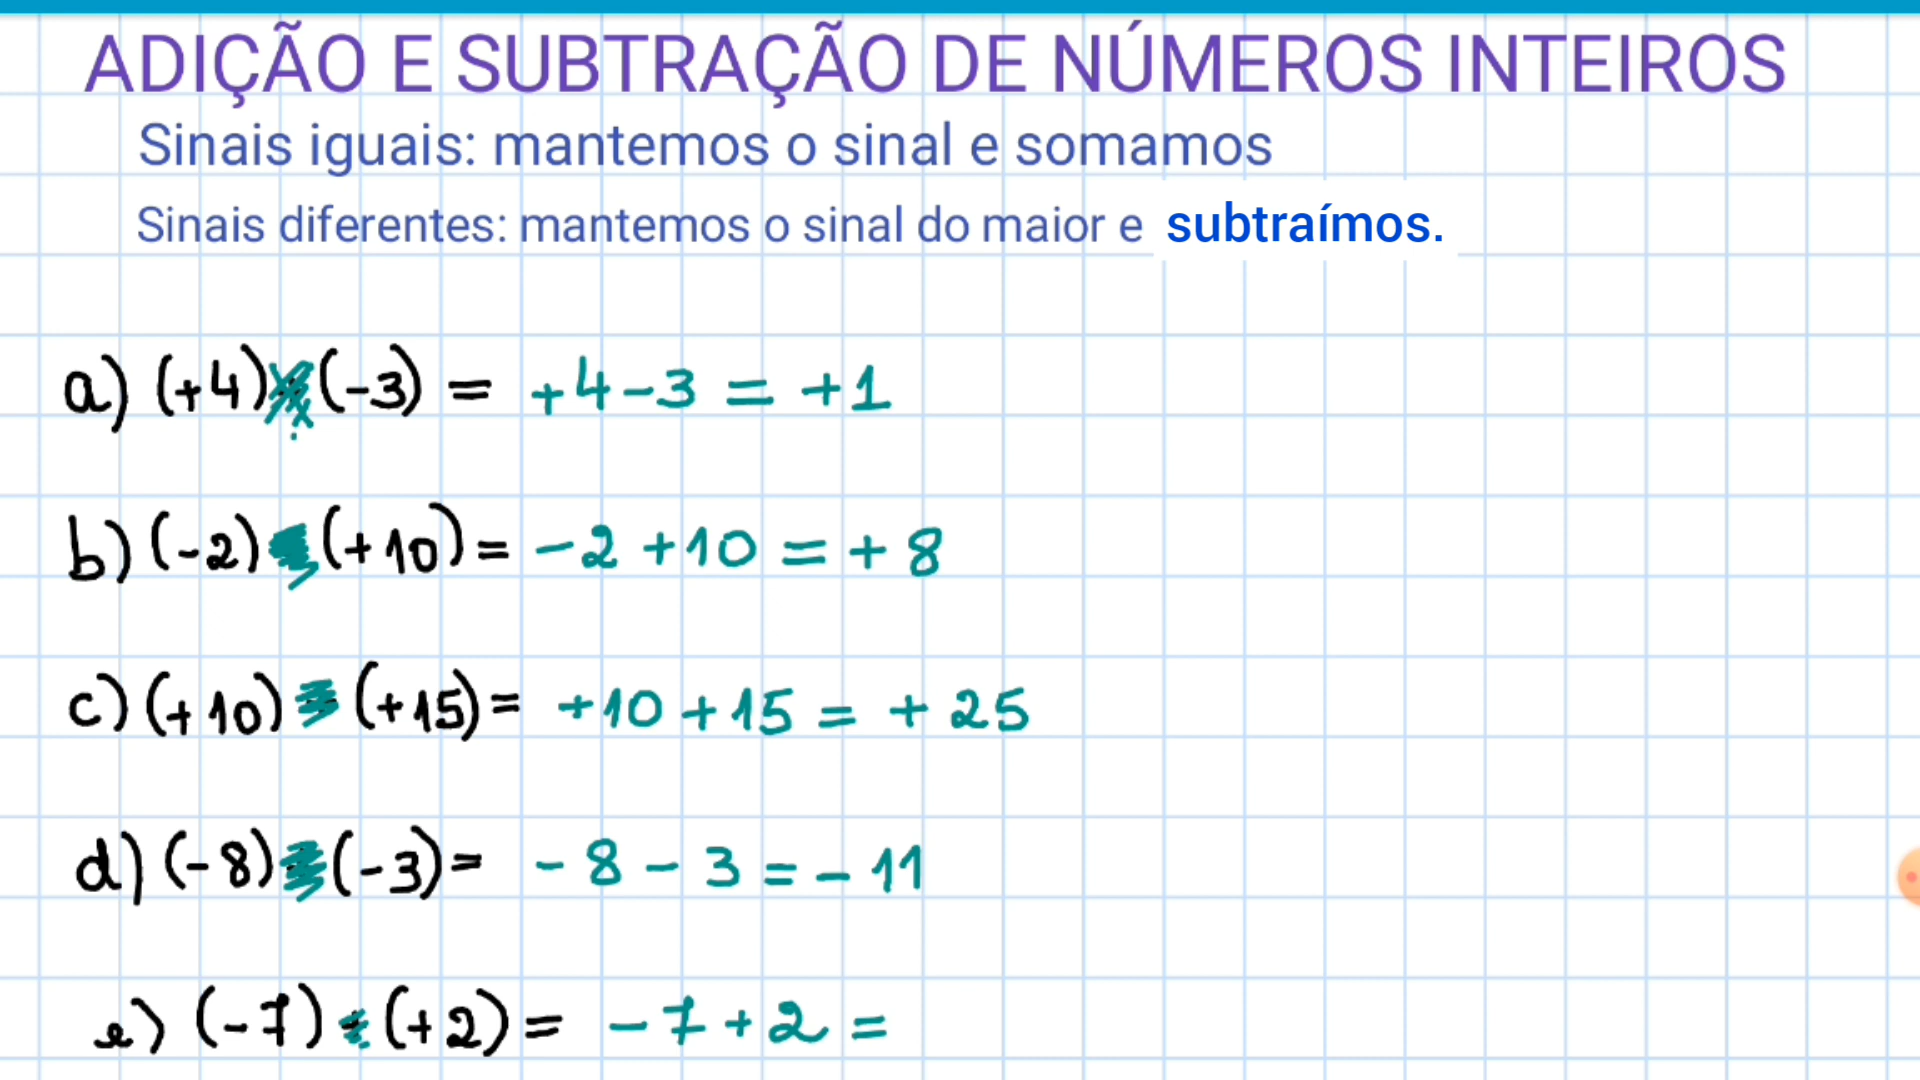 ADIÇÃO E SUBTRAÇÃO DE NÚMEROS INTEIROS
Sinais iguais: mantemos o sinal e somamos
Sinais diferentes: mantemos o sinal do maior e subtraímos.
a) (+4) (-3) = +4-3 = +1
b) (-2) (+10) = -2 +10 = +8
c) (+10) (+15) = +10 +15 = +25
d) (-8) (-3) = -8 -3 = -11
e) (-7) (+2) = -7+2 =